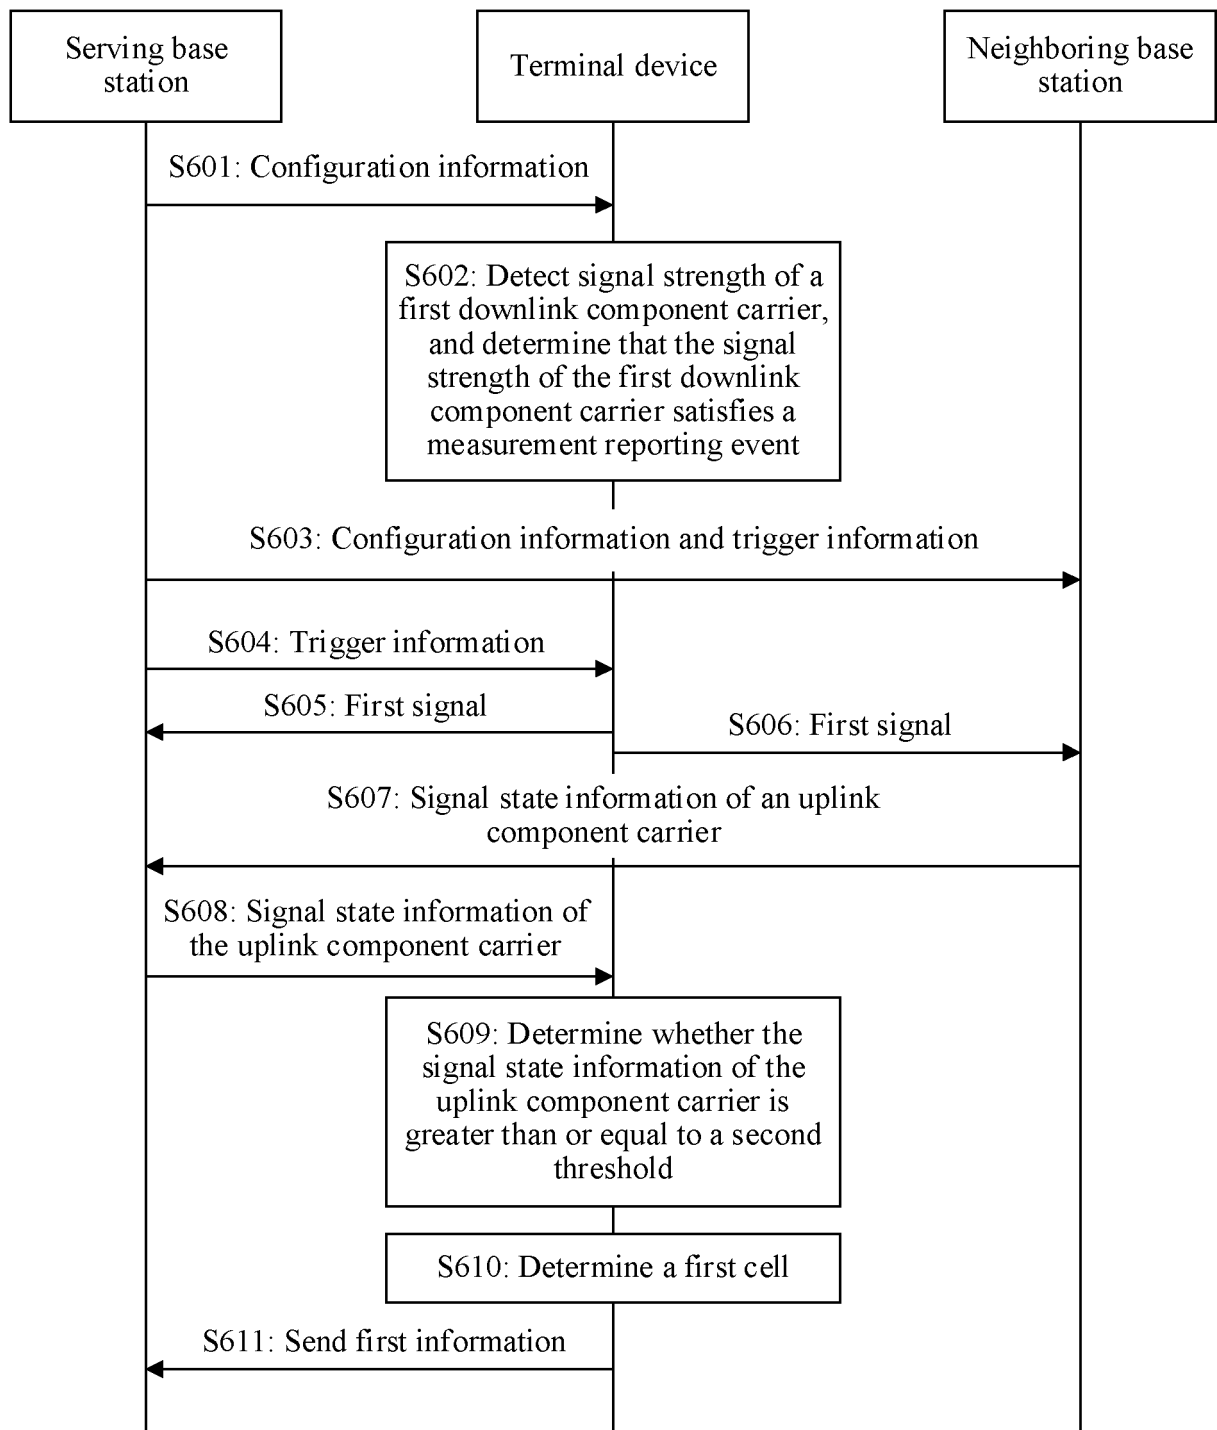 Serving base
station
Terminal device
Neighboring base
station
S601: Configuration information
S602: Detect signal strength of a
first downlink component carrier,
and determine that the signal
strength of the first downlink
component carrier satisfies a
measurement reporting event
S603: Configuration information and trigger information
S604: Trigger information
S605: First signal
S606: First signal
S607: Signal state information of an uplink
component carrier
S608: Signal state information of
the uplink component carrier
S609: Determine whether the
signal state information of the
uplink component carrier is
greater than or equal to a second
threshold
S610: Determine a first cell
S611: Send first information